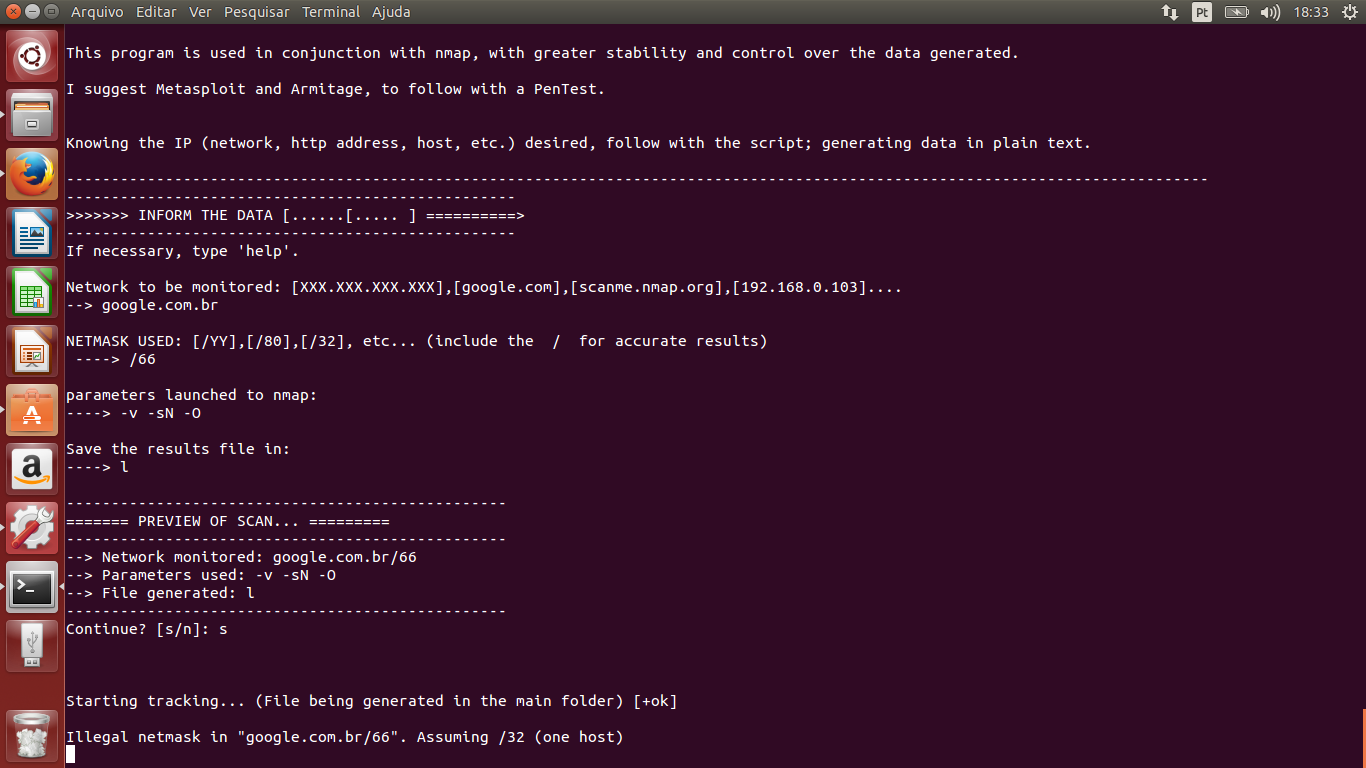 Arquivo Editar Ver Pesquisar Terminal Ajuda Pt 18:33
This program is used in conjunction with nmap, with greater stability and control over the data generated.
I suggest Metasploit and Armitage, to follow with a PenTest.
Knowing the IP (network, http address, host, etc.) desired, follow with the script; generating data in plain text.
-------------------------------------------------------------------------------------------------------------------------------
--------------------------------------------------
>>>>>>> INFORM THE DATA [......[..... ] ==========>
--------------------------------------------------
If necessary, type 'help'.
Network to be monitored: [XXX.XXX.XXX.XXX],[google.com],[scanme.nmap.org],[192.168.0.103]....
--> google.com.br
NETMASK USED: [/YY],[/80],[/32], etc... (include the  /  for accurate results)
 ----> /66
parameters launched to nmap:
----> -v -sN -O
Save the results file in:
----> l
-------------------------------------------------
======= PREVIEW OF SCAN... =========
-------------------------------------------------
--> Network monitored: google.com.br/66
--> Parameters used: -v -sN -O
--> File generated: l
-------------------------------------------------
Continue? [s/n]: s
Starting tracking... (File being generated in the main folder) [+ok]
Illegal netmask in "google.com.br/66". Assuming /32 (one host)